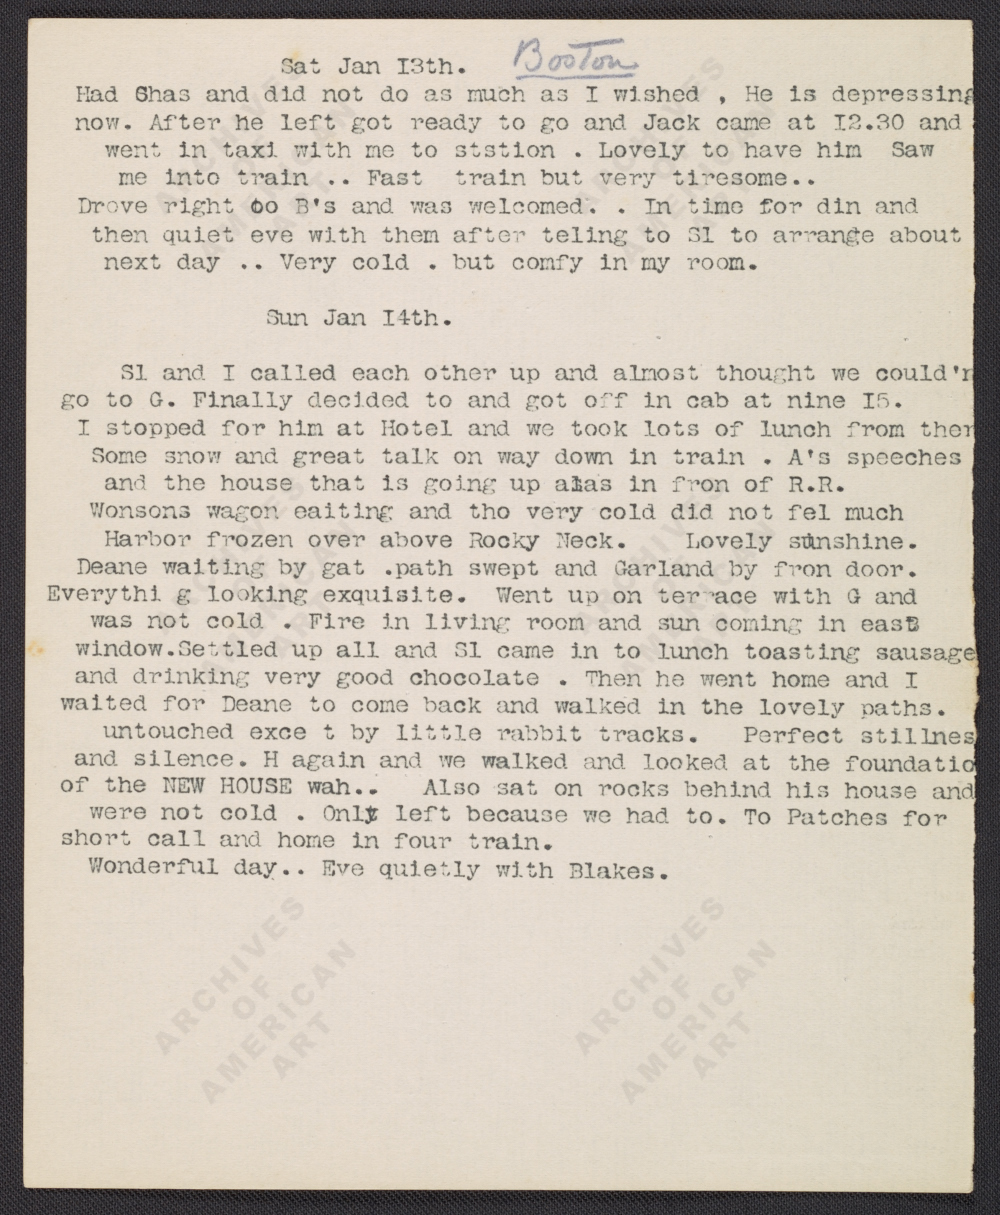 Sat Jan I3th. Boston
Had Ghas and did not do as much as I wished , He is depressing
now. After he left got ready to go and Jack came at I2.30 and
went in taxi with me to ststion . Lovely to have him Saw
me into train .. Fast train but very tiresome..
Drove right to B's and was welcomed. . In time for din and
then quiet eve with them after teling to Sl to arrange about
next day .. Very cold . but comfy in my room.
Sun Jan I4th.
Sl and I called each other up and almost thought we could'n
go to G. Finally decided to and got off in cab at nine I5.
I stopped for him at Hotel and we took lots of lunch from ther
Some snow and great talk on way down in train . A's speeches
and the house that is going up alas in fron of R.R.
Wonsons wagon eaiting and tho very cold did not fel much
Harbor frozen over above Rocky Neck. Lovely sunshine.
Deane waiting by gat .path swept and Garland by fron door.
Everythi g looking exquisite. Went up on terrace with G and
was not cold . Fire in living room and sun coming in east
window.Settled up all and Sl came in to lunch toasting sausage
and drinking very good chocolate . Then he went home and I
waited for Deane to come back and walked in the lovely paths.
untouched exce t by little rabbit tracks. Perfect stillnes
and silence. H again and we walked and looked at the foundatio
of the NEW HOUSE wah.. Also sat on rocks behind his house and
were not cold . Only left because we had to. To Patches for
short call and home in four train.
Wonderful day.. Eve quietly with Blakes.
ARCHIVES
OF
AMERICAN
ART
ARCHIVES
OF
AMERICAN
ART